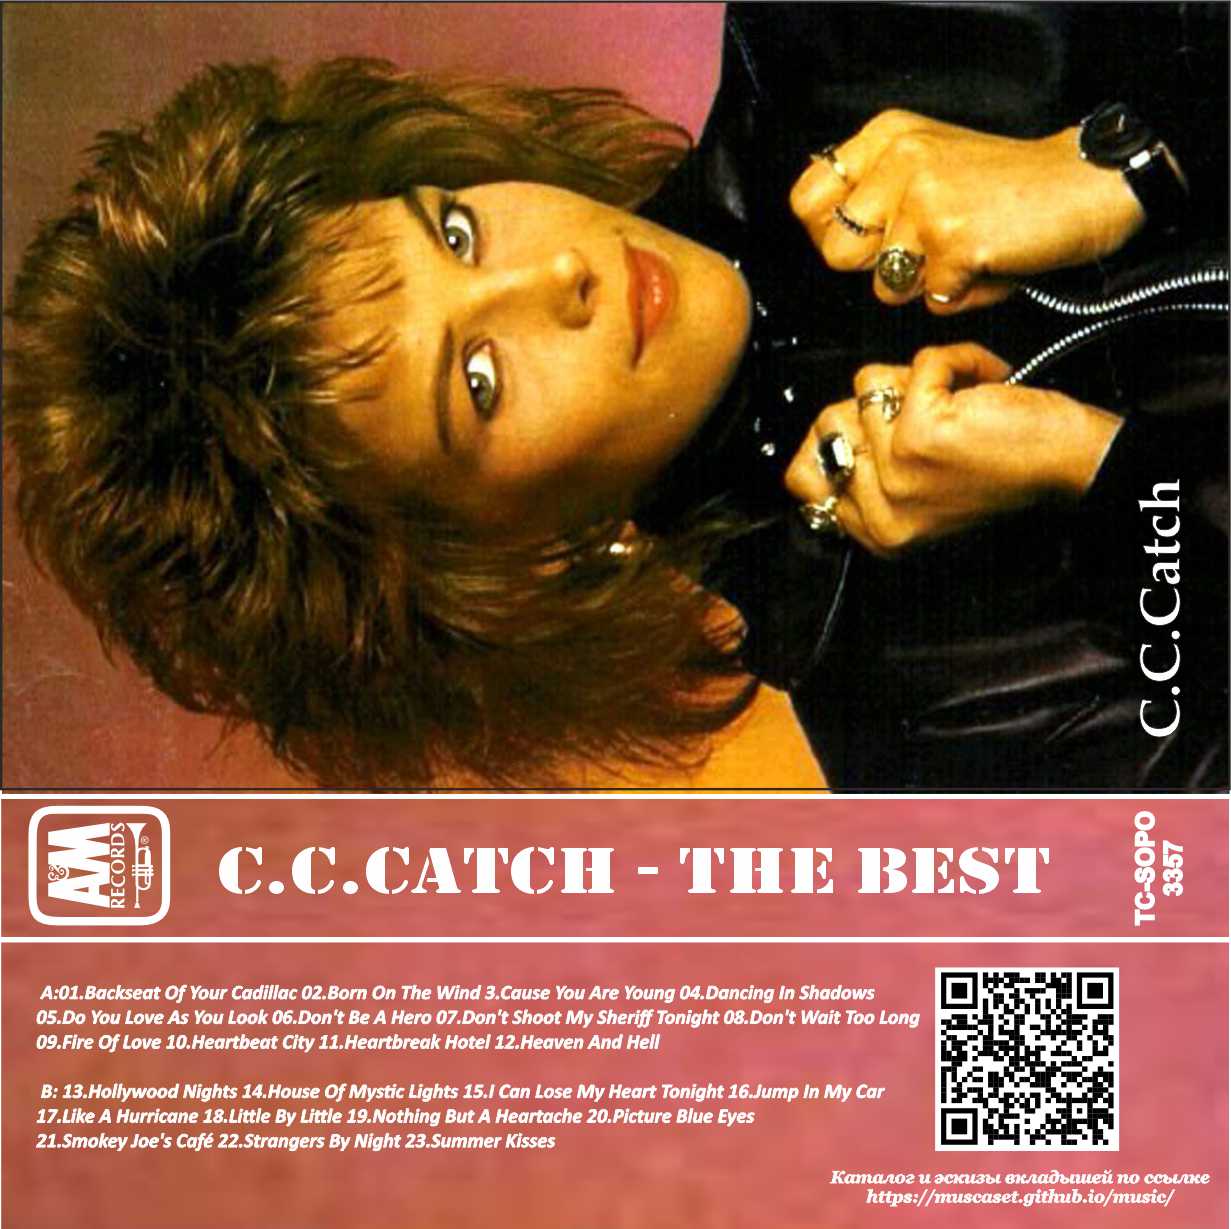 C.C.Catch
A&M
RECORDS
®
C.C.CATCH - THE BEST
TC-SOPO
3357
A:01.Backseat Of Your Cadillac 02.Born On The Wind 3.Cause You Are Young 04.Dancing In Shadows
05.Do You Love As You Look 06.Don't Be A Hero 07.Don't Shoot My Sheriff Tonight 08.Don't Wait Too Long
09.Fire Of Love 10.Heartbeat City 11.Heartbreak Hotel 12.Heaven And Hell
B: 13.Hollywood Nights 14.House Of Mystic Lights 15.I Can Lose My Heart Tonight 16.Jump In My Car
17.Like A Hurricane 18.Little By Little 19.Nothing But A Heartache 20.Picture Blue Eyes
21.Smokey Joe's Café 22.Strangers By Night 23.Summer Kisses
Каталог и эскизы вкладышей по ссылке
https://muscaset.github.io/music/